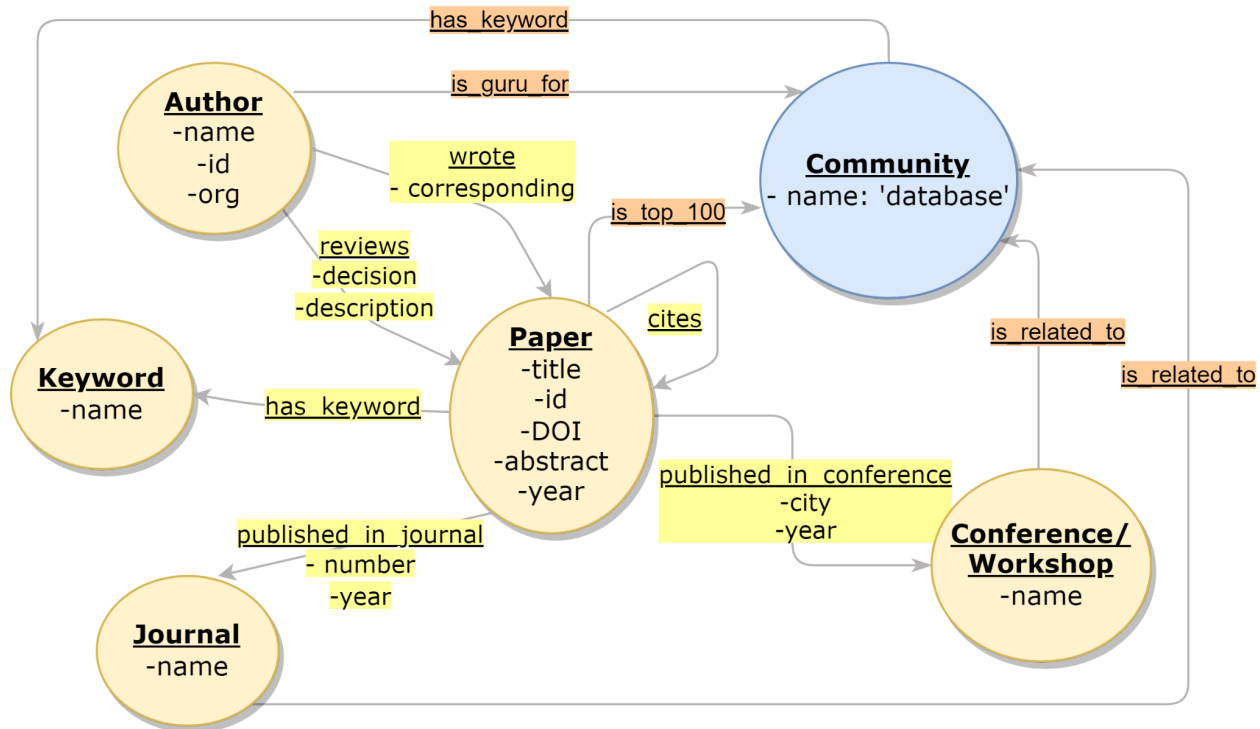 has_keyword
Author
-name
-id
-org
is_guru_for
wrote
- corresponding
Community
- name: 'database'
is_top_100
reviews
-decision
-description
cites
Paper
-title
-id
-DOI
-abstract
-year
Keyword
-name
has_keyword
is_related_to
is_related_to
published_in_conference
-city
-year
published_in_journal
- number
-year
Conference/
Workshop
-name
Journal
-name